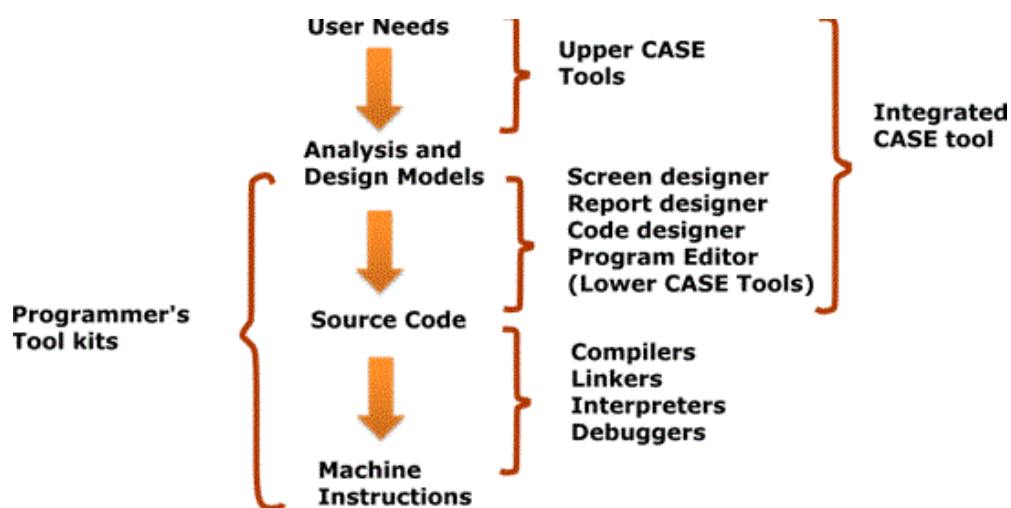 User Needs
Upper CASE
Tools
Integrated
CASE tool
Analysis and
Design Models
Screen designer
Report designer
Code designer
Program Editor
(Lower CASE Tools)
Programmer's
Tool kits
Source Code
Compilers
Linkers
Interpreters
Debuggers
Machine
Instructions